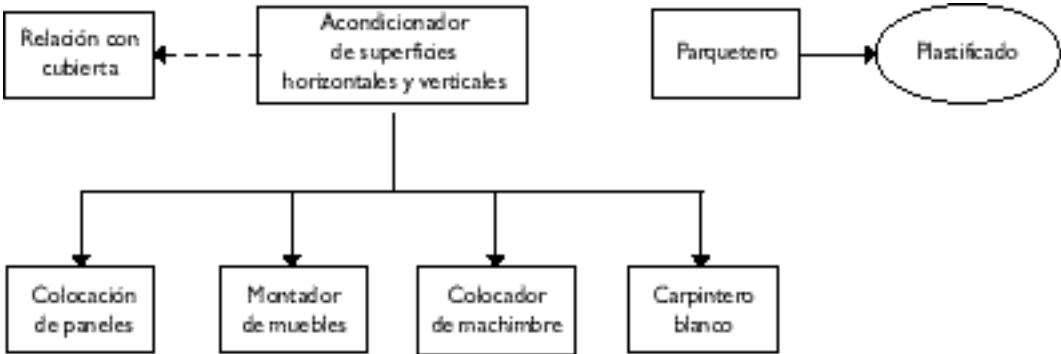 Relación con
cubierta
Acondicionador
de superficies
horizontales y verticales
Parquetero
Plastificado
Colocación
de paneles
Montador
de muebles
Colocador
de machimbre
Carpintero
blanco